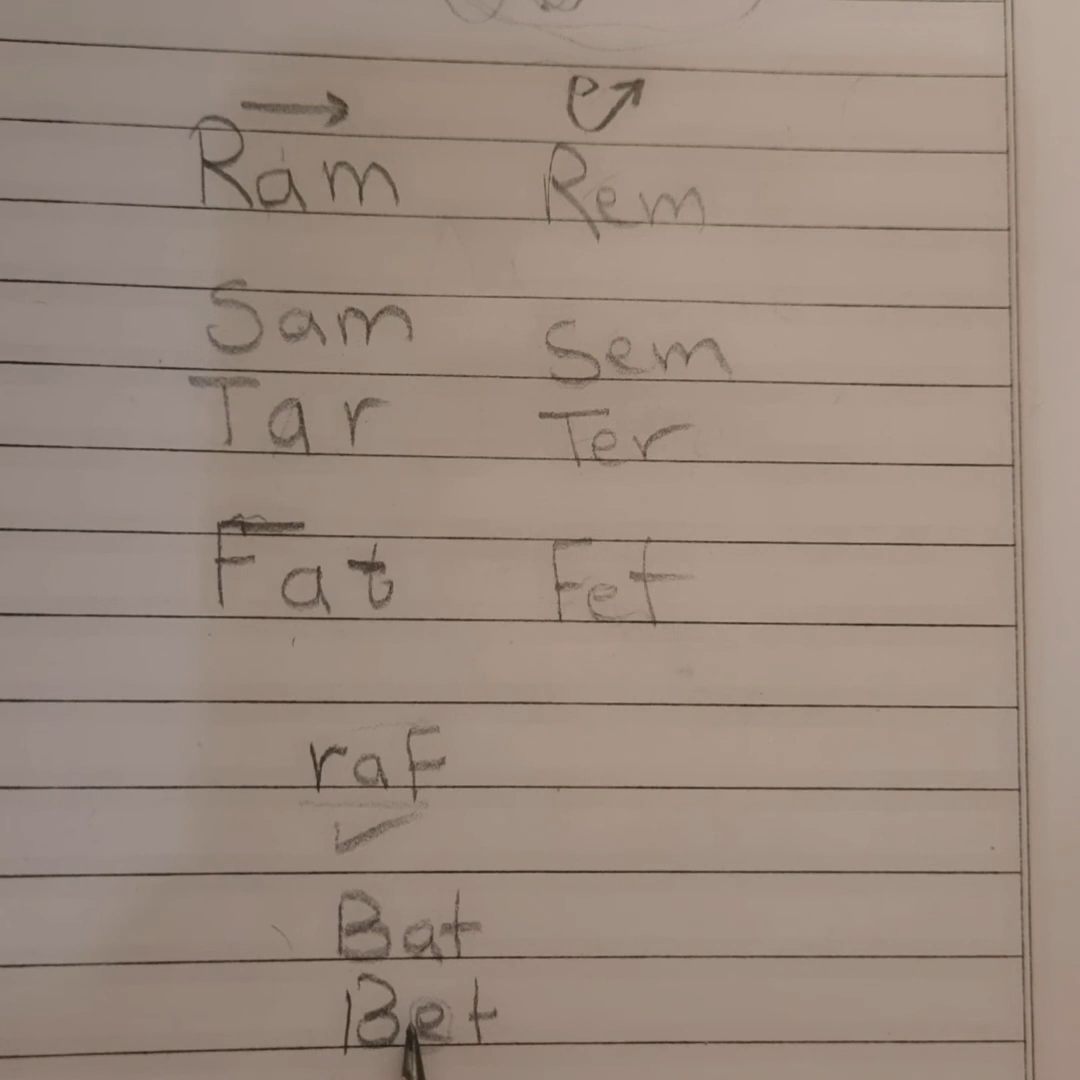 e
Ram Rem
Sam Sem
Tar Ter
Fat Fet
raF
Bat
Bet